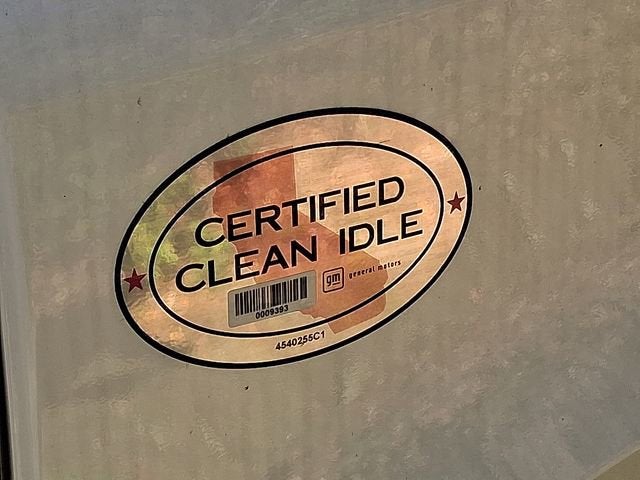 CERTIFIED
CLEAN IDLE
gm general motors
0009393
4540255C1